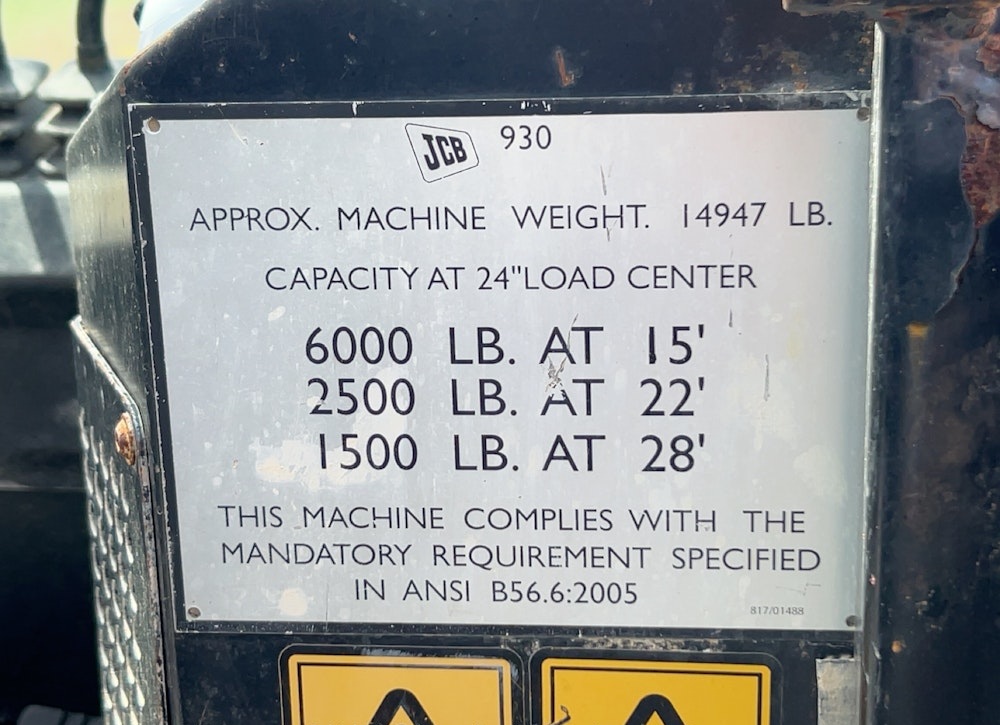 JCB 930
APPROX. MACHINE WEIGHT. 14947 LB.
CAPACITY AT 24"LOAD CENTER
6000 LB. AT 15'
2500 LB. AT 22'
1500 LB. AT 28'
THIS MACHINE COMPLIES WITH THE
MANDATORY REQUIREMENT SPECIFIED
IN ANSI B56.6:2005
817/01488